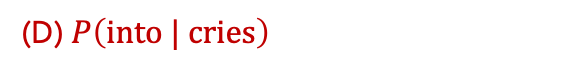 (D) P(into | cries)